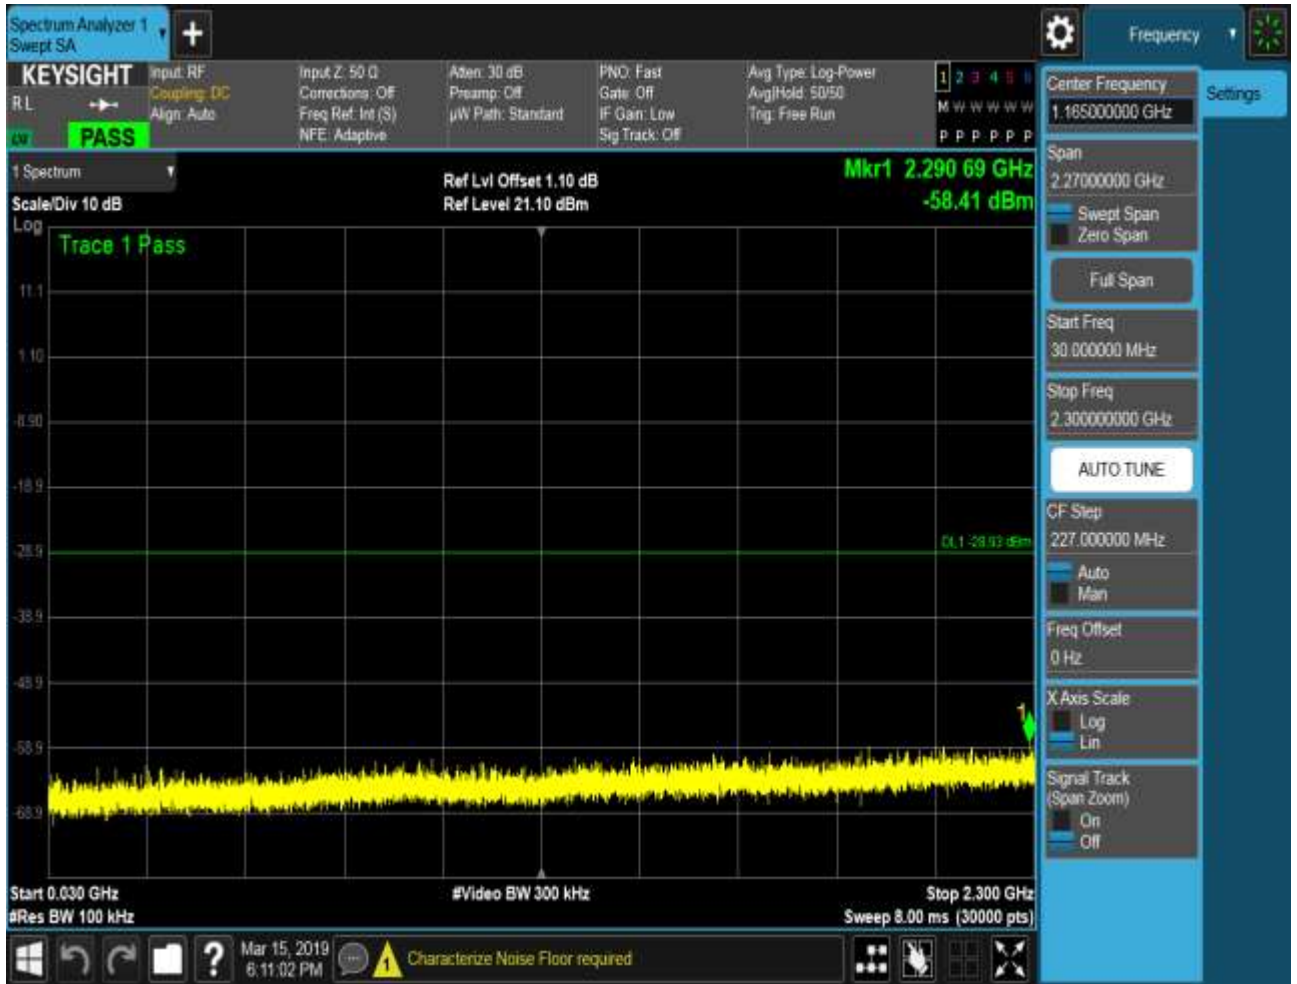 Spectrum Analyzer 1
Swept SA
Frequency
KEYSIGHT
RL
PASS
Input: RF
Coupling: DC
Align: Auto
Input Z: 50 Ω
Corrections: Off
Freq Ref: Int (S)
NFE: Adaptive
Atten: 30 dB
Preamp: Off
µW Path: Standard
PNO: Fast
Gate: Off
IF Gain: Low
Sig Track: Off
Avg Type: Log-Power
Avg|Hold: 50/50
Trig: Free Run
1 2 3 4 5 6
M W W W W W
P P P P P P
1 Spectrum
Scale/Div 10 dB
Log
Ref Lvl Offset 1.10 dB
Ref Level 21.10 dBm
Mkr1 2.290 69 GHz
-58.41 dBm
Trace 1 Pass
11.1
1.10
-8.90
-18.9
-28.9
DL1 -28.93 dBm
-38.9
-48.9
1
-58.9
-68.9
Start 0.030 GHz
#Video BW 300 kHz
Stop 2.300 GHz
#Res BW 100 kHz
Sweep 8.00 ms (30000 pts)
Center Frequency
1.165000000 GHz
Settings
Span
2.27000000 GHz
Swept Span
Zero Span
Full Span
Start Freq
30.000000 MHz
Stop Freq
2.300000000 GHz
AUTO TUNE
CF Step
227.000000 MHz
Auto
Man
Freq Offset
0 Hz
X Axis Scale
Log
Lin
Signal Track
(Span Zoom)
On
Off
?
Mar 15, 2019
6:11:02 PM
1
Characterize Noise Floor required